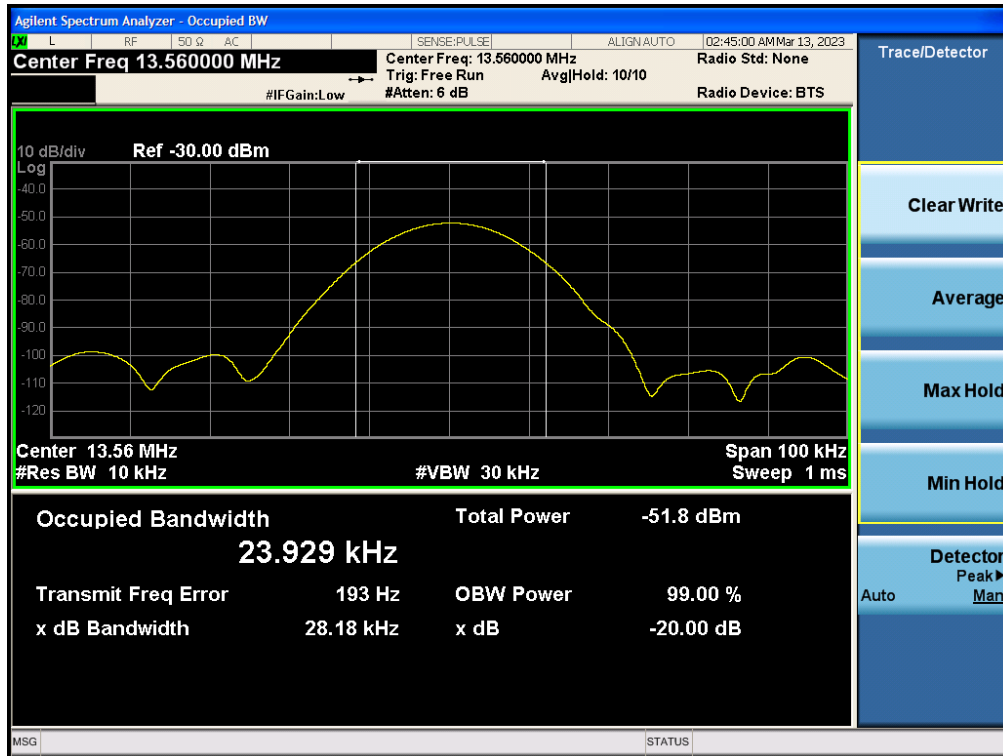 Agilent Spectrum Analyzer - Occupied BW
LXI L RF 50 Ω AC SENSE:PULSE ALIGN AUTO 02:45:00 AM Mar 13, 2023
Center Freq 13.560000 MHz
Center Freq: 13.560000 MHz
Radio Std: None
Trig: Free Run Avg|Hold: 10/10
#IFGain:Low
#Atten: 6 dB
Radio Device: BTS
10 dB/div Ref -30.00 dBm
Log
-40.0
-50.0
-60.0
-70.0
-80.0
-90.0
-100
-110
-120
Center 13.56 MHz Span 100 kHz
#Res BW 10 kHz #VBW 30 kHz Sweep 1 ms
Occupied Bandwidth Total Power -51.8 dBm
23.929 kHz
Transmit Freq Error 193 Hz OBW Power 99.00 %
x dB Bandwidth 28.18 kHz x dB -20.00 dB
MSG STATUS
Trace/Detector
Clear Write
Average
Max Hold
Min Hold
Detector
Peak▶
Auto Man